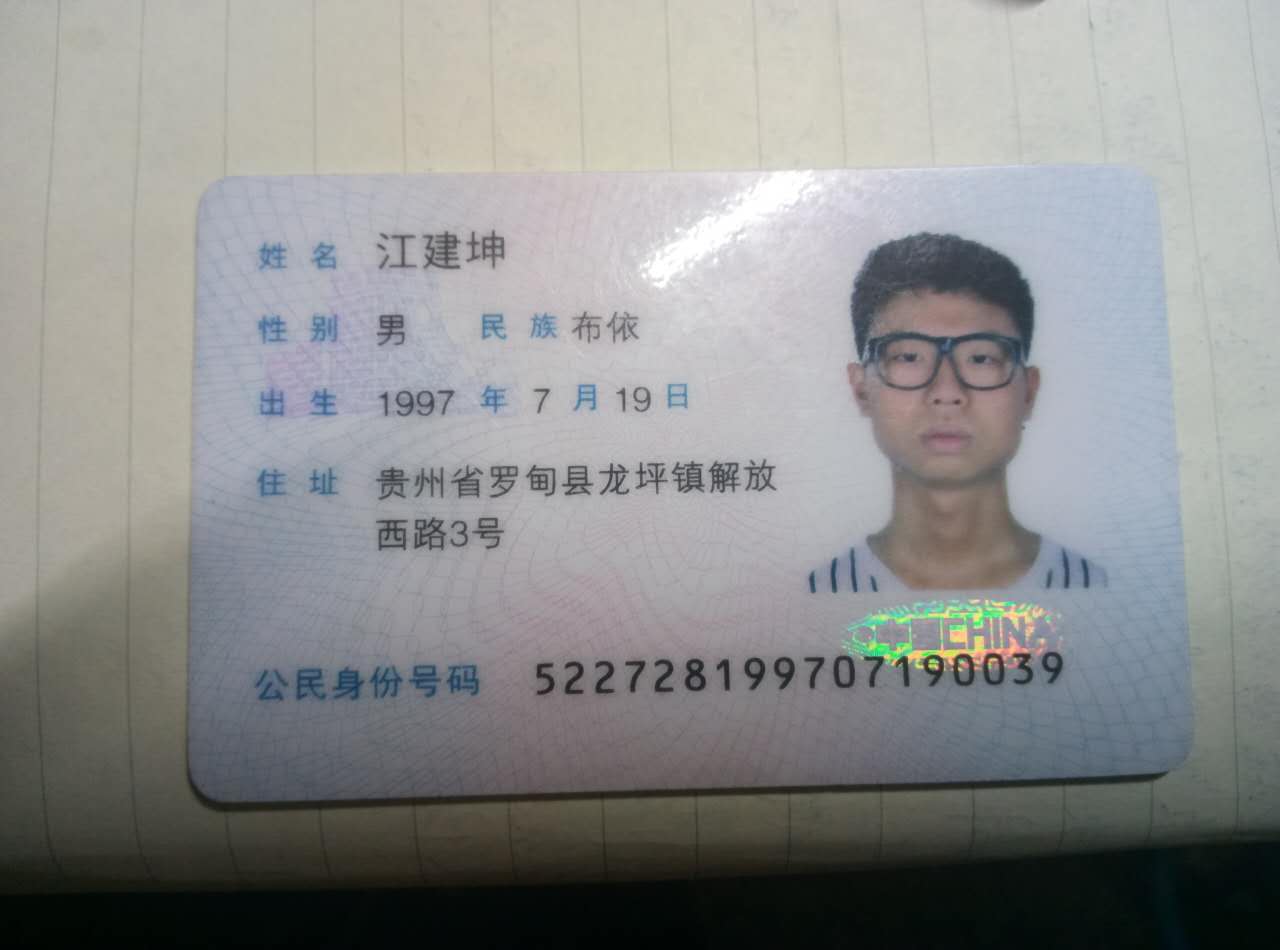 姓名 江建坤
性别 男 民族 布依
出生 1997 年 7 月 19 日
住址 贵州省罗甸县龙坪镇解放
西路3号
中国CHINA
公民身份号码 522728199707190039